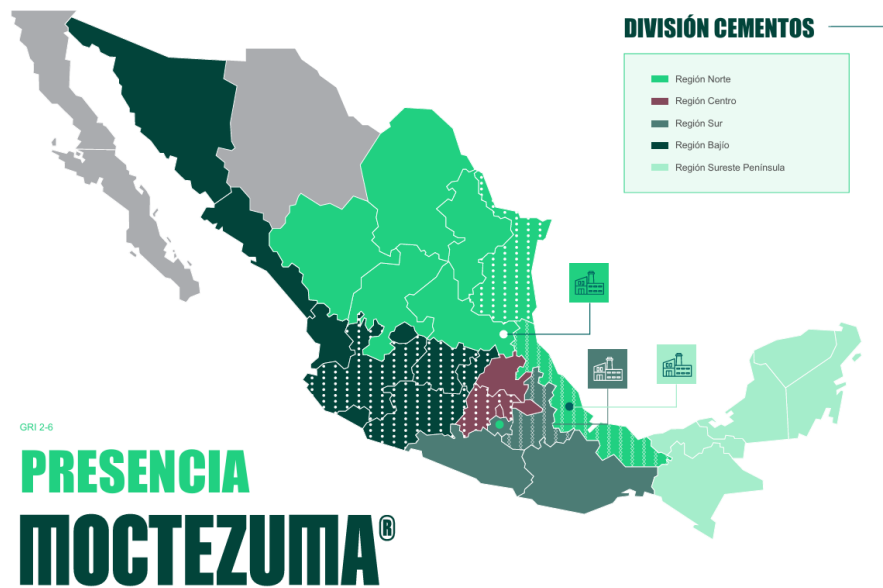 DIVISIÓN CEMENTOS
Región Norte
Región Centro
Región Sur
Región Bajío
Región Sureste Península
GRI 2-6
PRESENCIA
MOCTEZUMA®